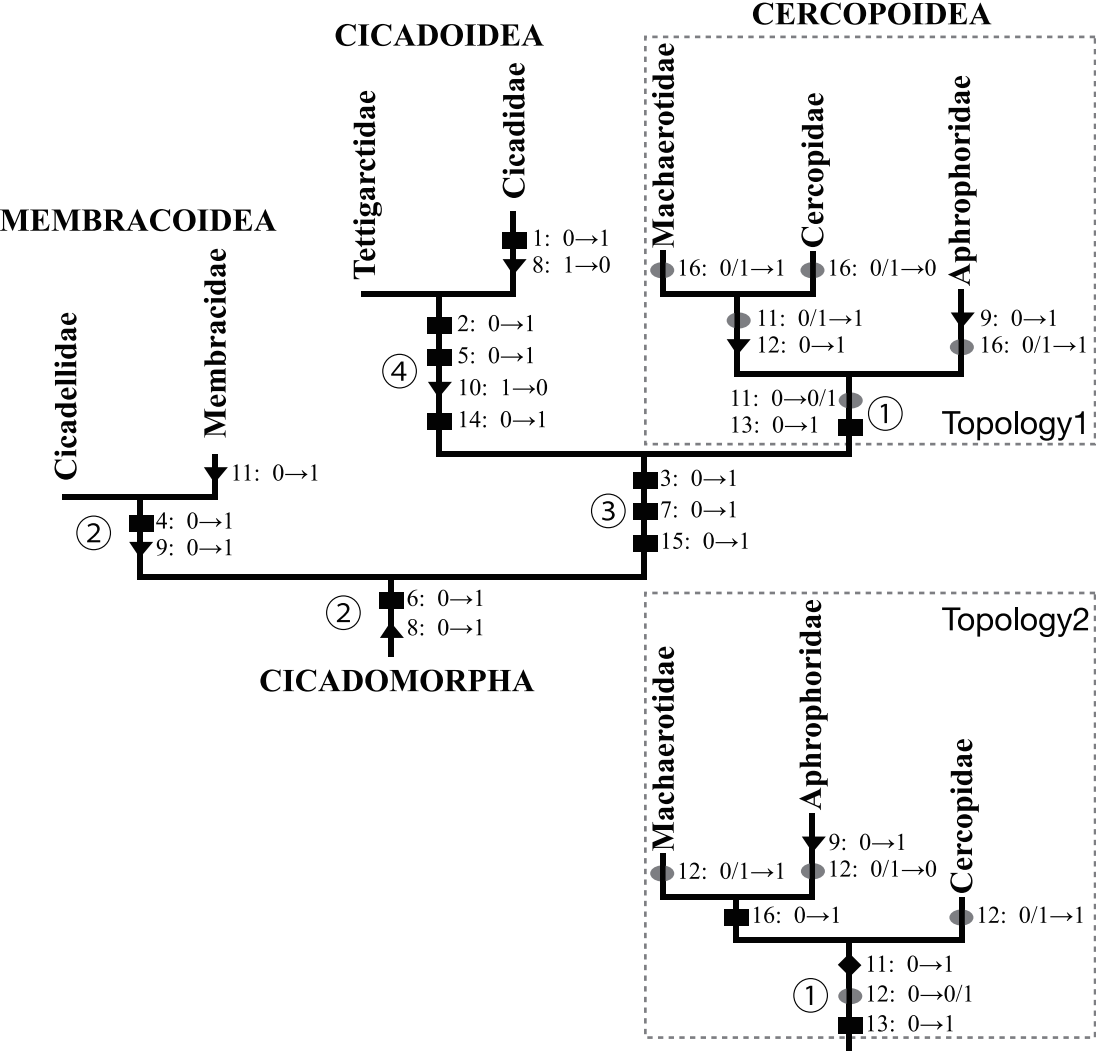 CERCOPOIDEA
CICADOIDEA
Machaerotidae
Cercopidae
Aphrophoridae
Tettigarctidae
Cicadidae
MEMBRACOIDEA
1: 0→1
8: 1→0
16: 0/1→1
16: 0/1→0
Cicadellidae
Membracidae
2: 0→1
5: 0→1
④
10: 1→0
14: 0→1
11: 0/1→1
12: 0→1
9: 0→1
16: 0/1→1
11: 0→0/1
①
13: 0→1
Topology1
11: 0→1
3: 0→1
③
7: 0→1
15: 0→1
②
4: 0→1
9: 0→1
②
6: 0→1
8: 0→1
CICADOMORPHA
Topology2
Machaerotidae
Aphrophoridae
Cercopidae
9: 0→1
12: 0/1→1
12: 0/1→0
16: 0→1
12: 0/1→1
11: 0→1
①
12: 0→0/1
13: 0→1